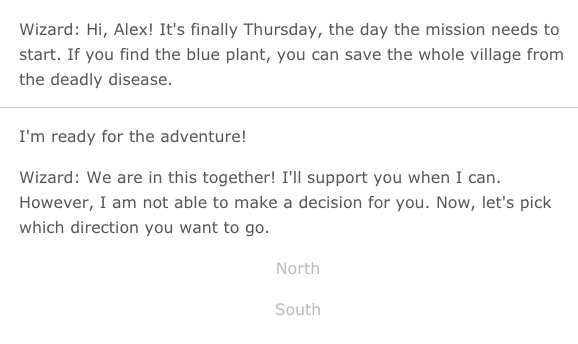 Wizard: Hi, Alex! It's finally Thursday, the day the mission needs to
start. If you find the blue plant, you can save the whole village from
the deadly disease.
I'm ready for the adventure!
Wizard: We are in this together! I'll support you when I can.
However, I am not able to make a decision for you. Now, let's pick
which direction you want to go.
North
South